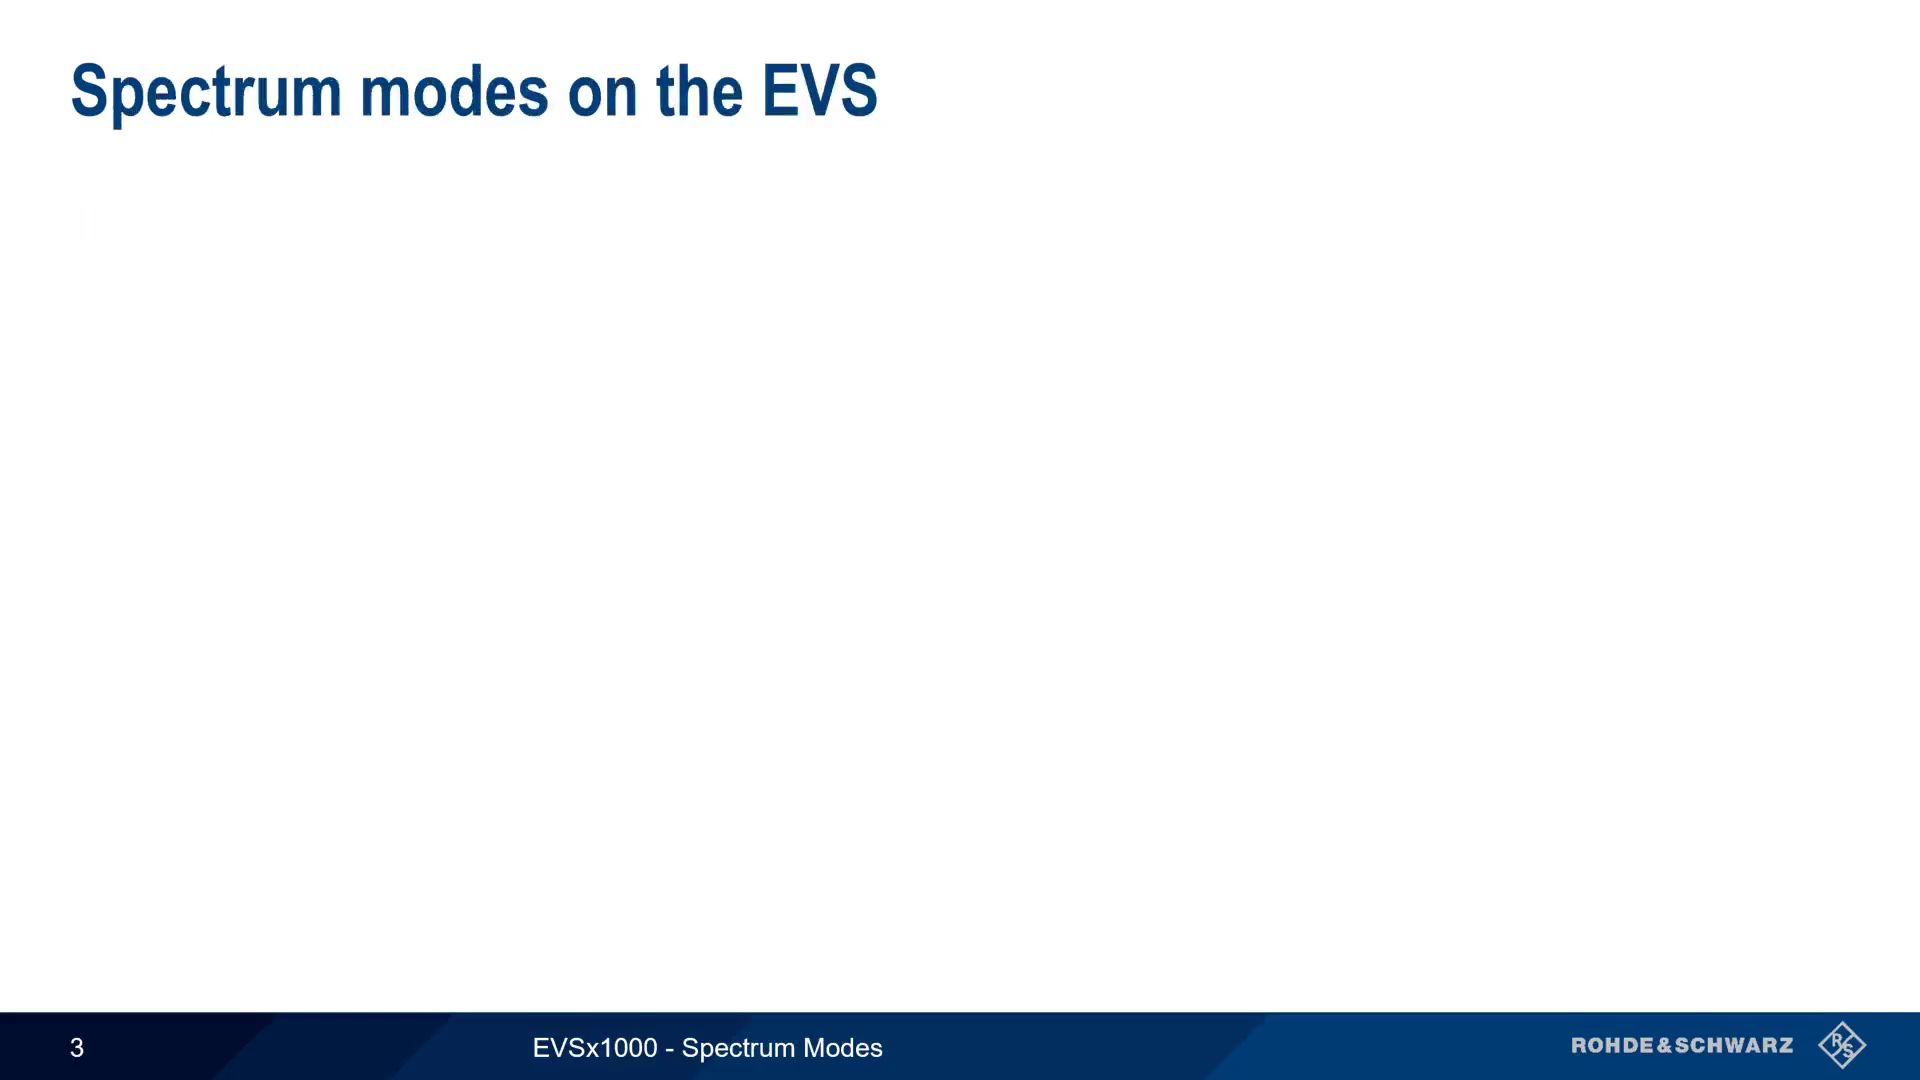 Spectrum modes on the EVS
3
EVSx1000 - Spectrum Modes
ROHDE&SCHWARZ
R
S